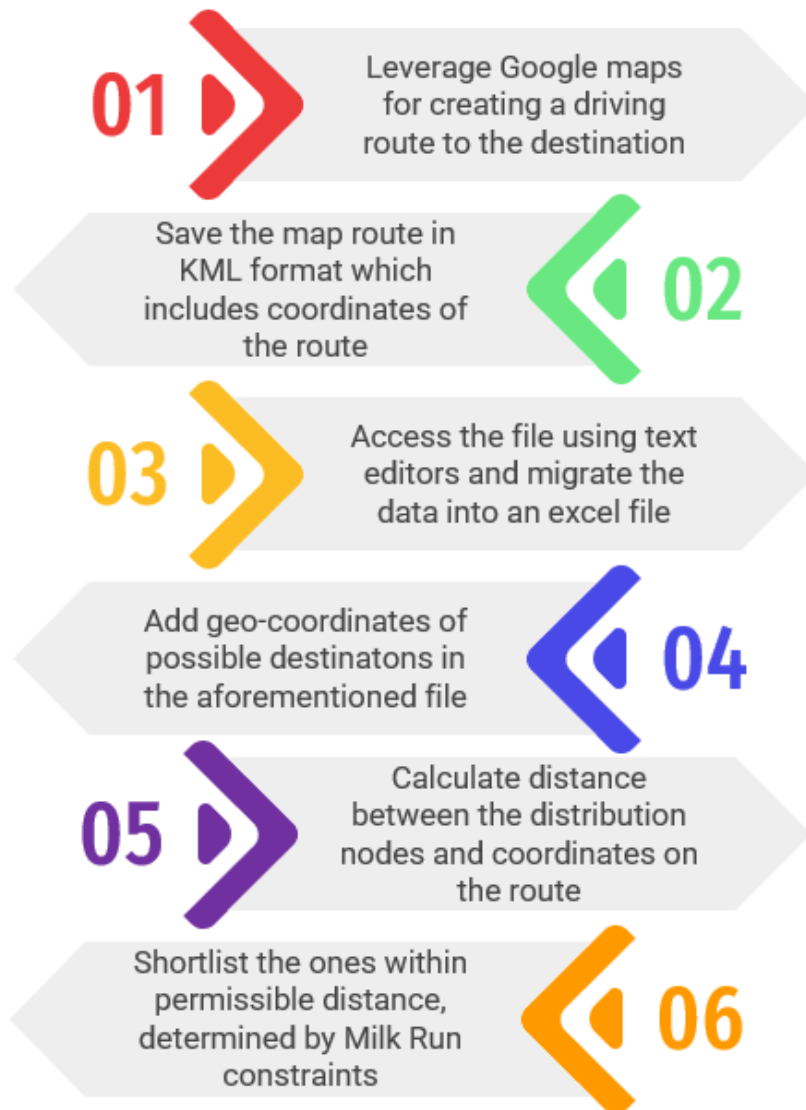 01
Leverage Google maps
for creating a driving
route to the destination
Save the map route in
KML format which
includes coordinates of
the route
02
03
Access the file using text
editors and migrate the
data into an excel file
Add geo-coordinates of
possible destinatons in
the aforementioned file
04
05
Calculate distance
between the distribution
nodes and coordinates on
the route
Shortlist the ones within
permissible distance,
determined by Milk Run
constraints
06